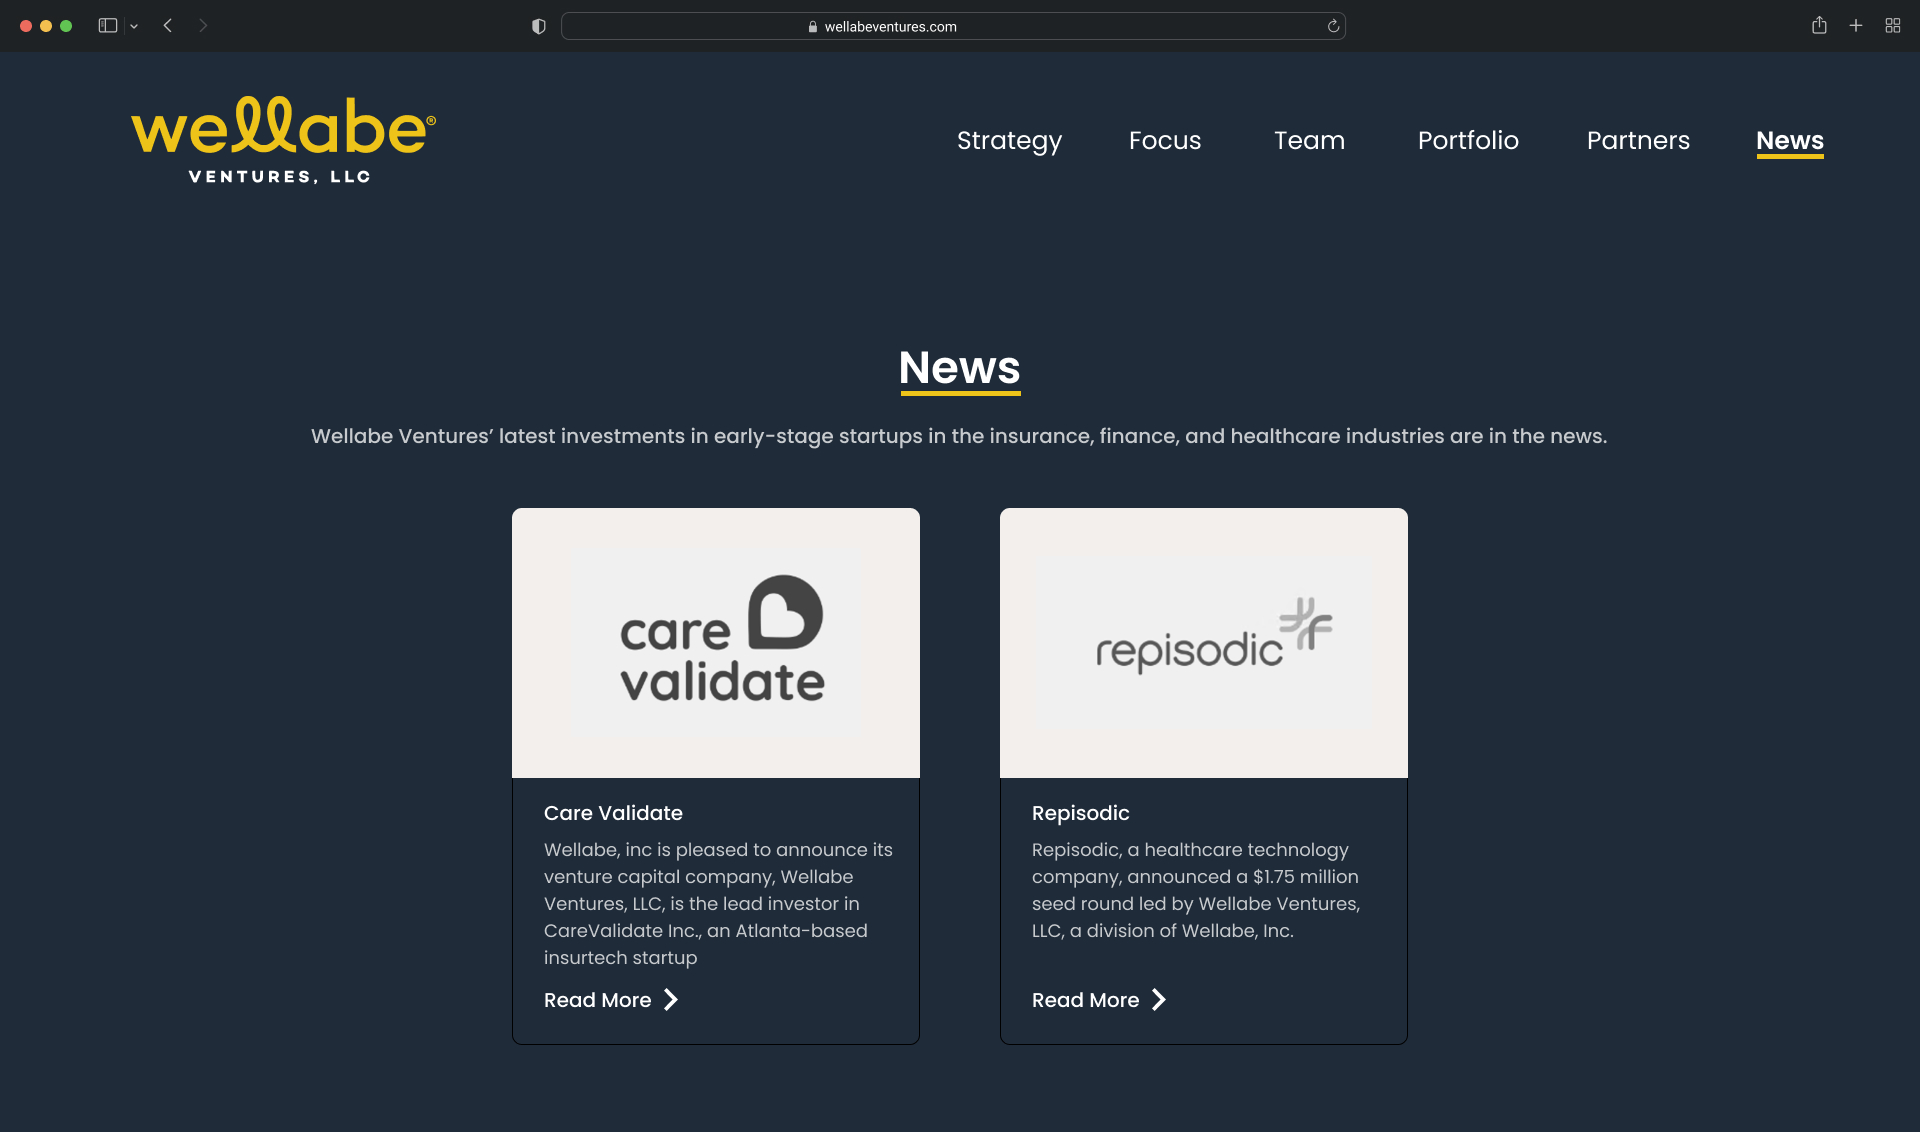 wellabeventures.com
wellabe®
VENTURES, LLC
Strategy
Focus
Team
Portfolio
Partners
News
News
Wellabe Ventures’ latest investments in early-stage startups in the insurance, finance, and healthcare industries are in the news.
care
validate
Care Validate
Wellabe, inc is pleased to announce its
venture capital company, Wellabe
Ventures, LLC, is the lead investor in
CareValidate Inc., an Atlanta-based
insurtech startup
Read More
repisodic
Repisodic
Repisodic, a healthcare technology
company, announced a $1.75 million
seed round led by Wellabe Ventures,
LLC, a division of Wellabe, Inc.
Read More